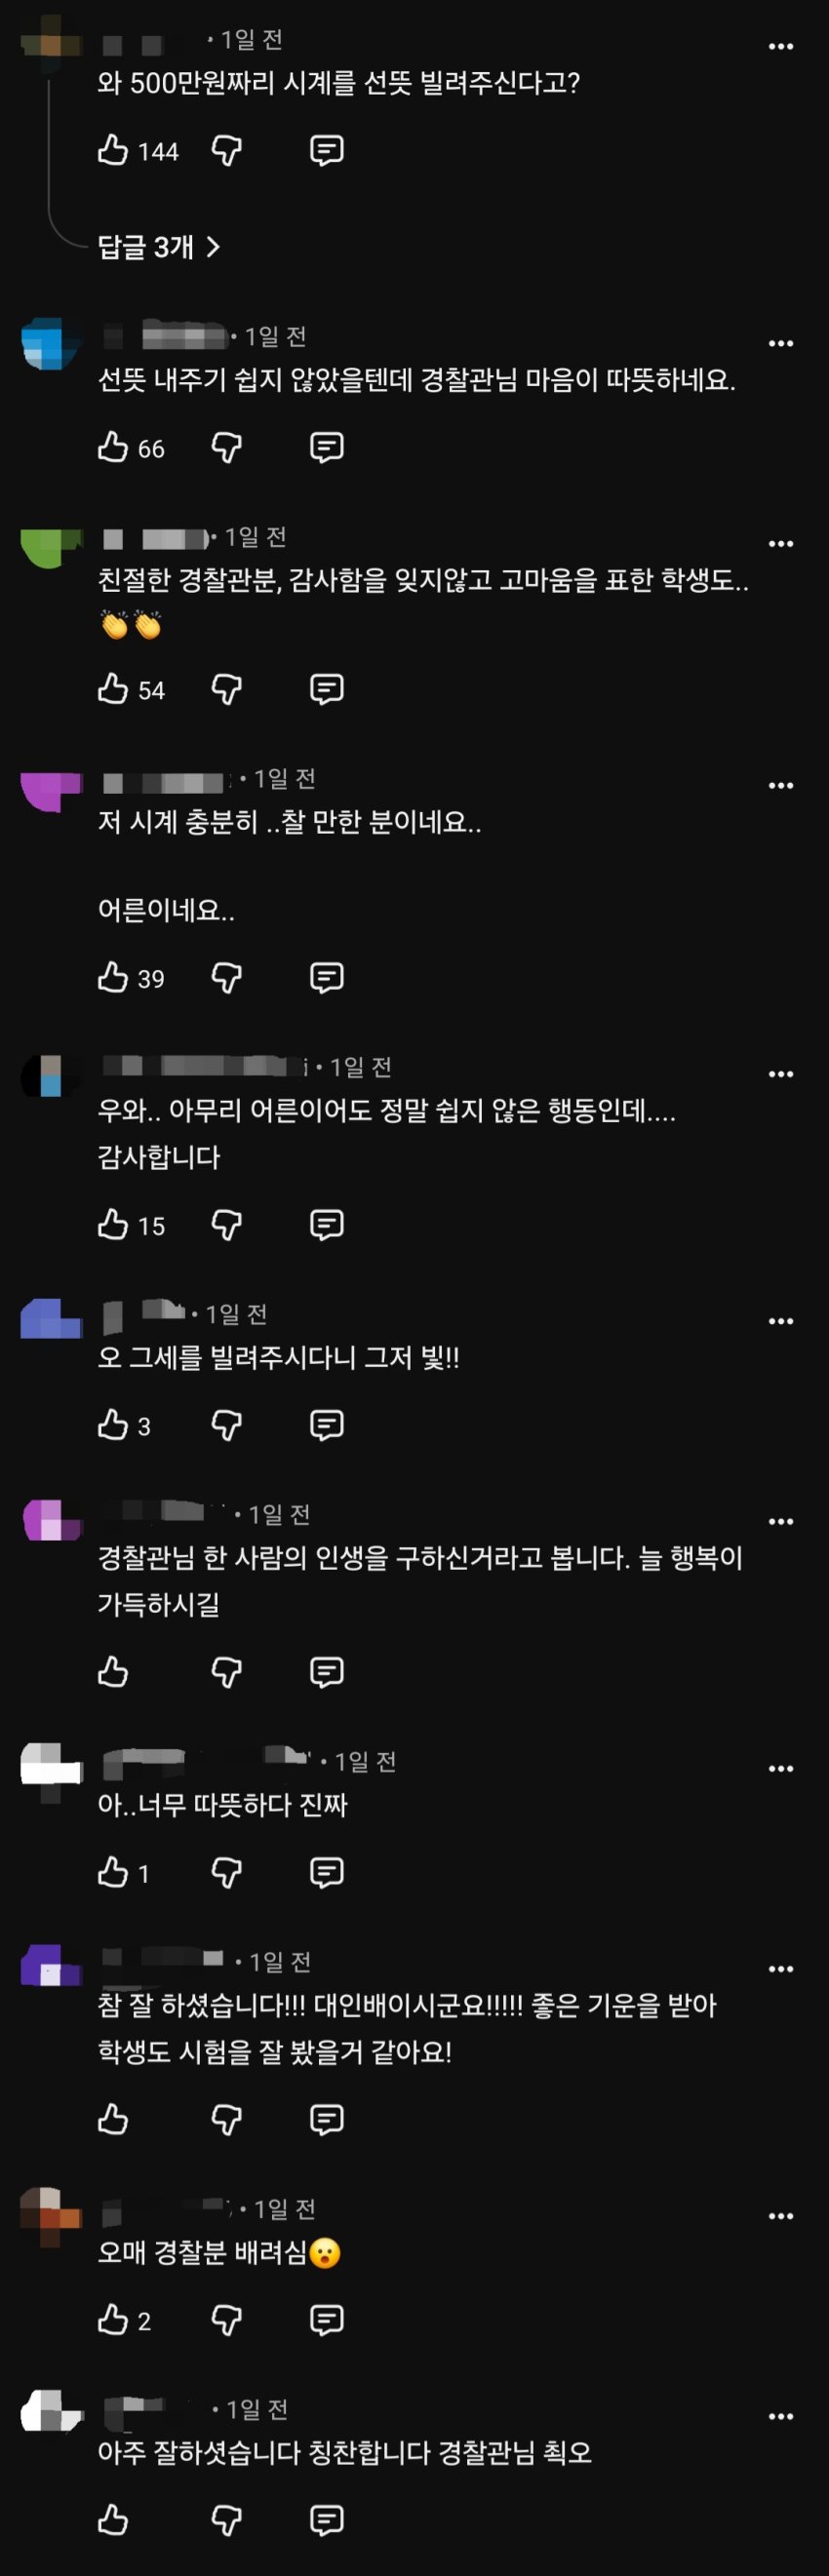 · 1일 전
와 500만원짜리 시계를 선뜻 빌려주신다고?
144
답글 3개 >
· 1일 전
선뜻 내주기 쉽지 않았을텐데 경찰관님 마음이 따뜻하네요.
66
· 1일 전
친절한 경찰관분, 감사함을 잊지않고 고마움을 표한 학생도..
👏👏
54
· 1일 전
저 시계 충분히 ..찰 만한 분이네요..
어른이네요..
39
· 1일 전
우와.. 아무리 어른이어도 정말 쉽지 않은 행동인데....
감사합니다
15
· 1일 전
오 그세를 빌려주시다니 그저 빛!!
3
· 1일 전
경찰관님 한 사람의 인생을 구하신거라고 봅니다. 늘 행복이
가득하시길
· 1일 전
아..너무 따뜻하다 진짜
1
· 1일 전
참 잘 하셨습니다!!! 대인배이시군요!!!!! 좋은 기운을 받아
학생도 시험을 잘 봤을거 같아요!
· 1일 전
오매 경찰분 배려심😮
2
· 1일 전
아주 잘하셧습니다 칭찬합니다 경찰관님 쵝오